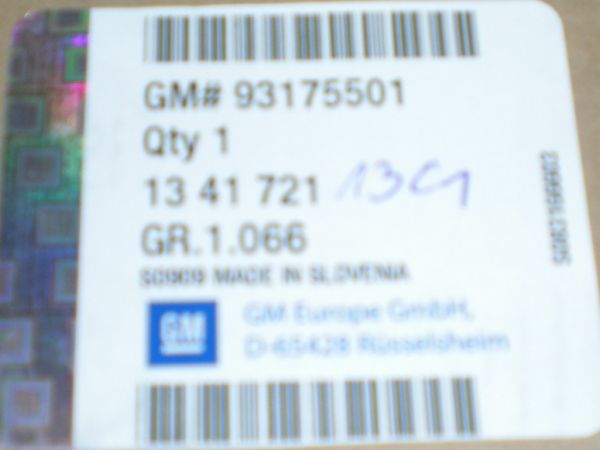 GM# 93175501
Qty 1
13 41 721
GR.1.066
S0909 MADE IN SLOVENIA
GM
GM Europe GmbH,
D-65428 Rüsselsheim